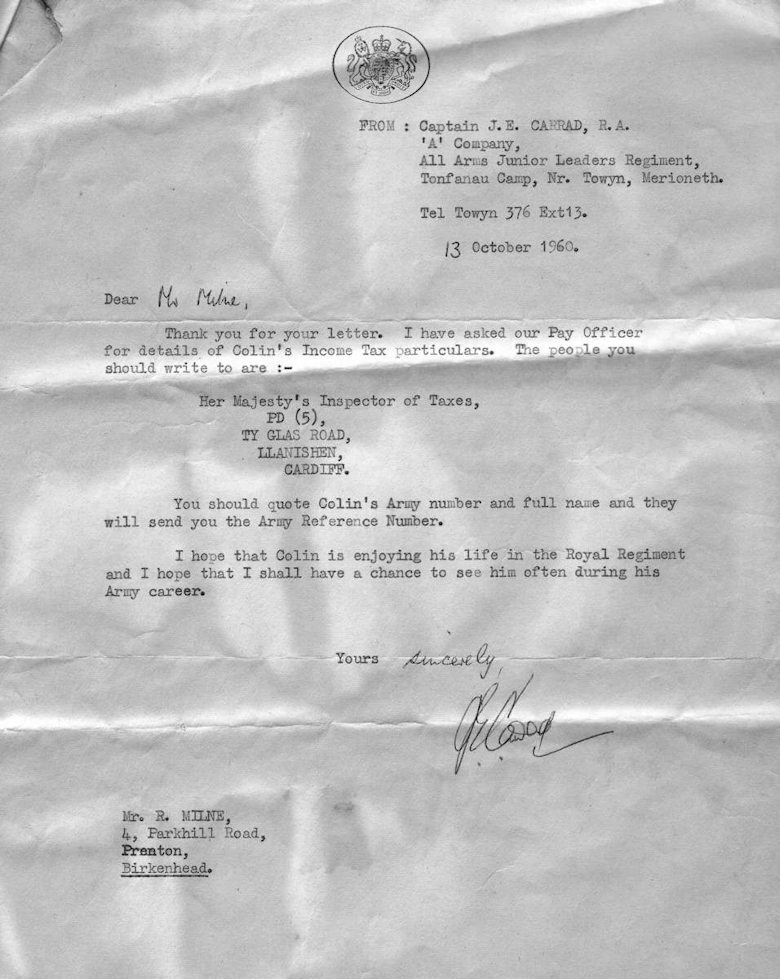 FROM : Captain J.E. CARRAD, R.A.
'A' Company,
All Arms Junior Leaders Regiment,
Tonfanau Camp, Nr. Towyn, Merioneth.
Tel Towyn 376 Ext13.
13 October 1960.
Dear Mr Milne,
Thank you for your letter. I have asked our Pay Officer
for details of Colin's Income Tax particulars. The people you
should write to are :-
Her Majesty's Inspector of Taxes,
PD (5),
TY GLAS ROAD,
LLANISHEN,
CARDIFF.
You should quote Colin's Army number and full name and they
will send you the Army Reference Number.
I hope that Colin is enjoying his life in the Royal Regiment
and I hope that I shall have a chance to see him often during his
Army career.
Yours sincerely,
J.E. Carrad
Mr. R. MILNE,
4, Parkhill Road,
Prenton,
Birkenhead.